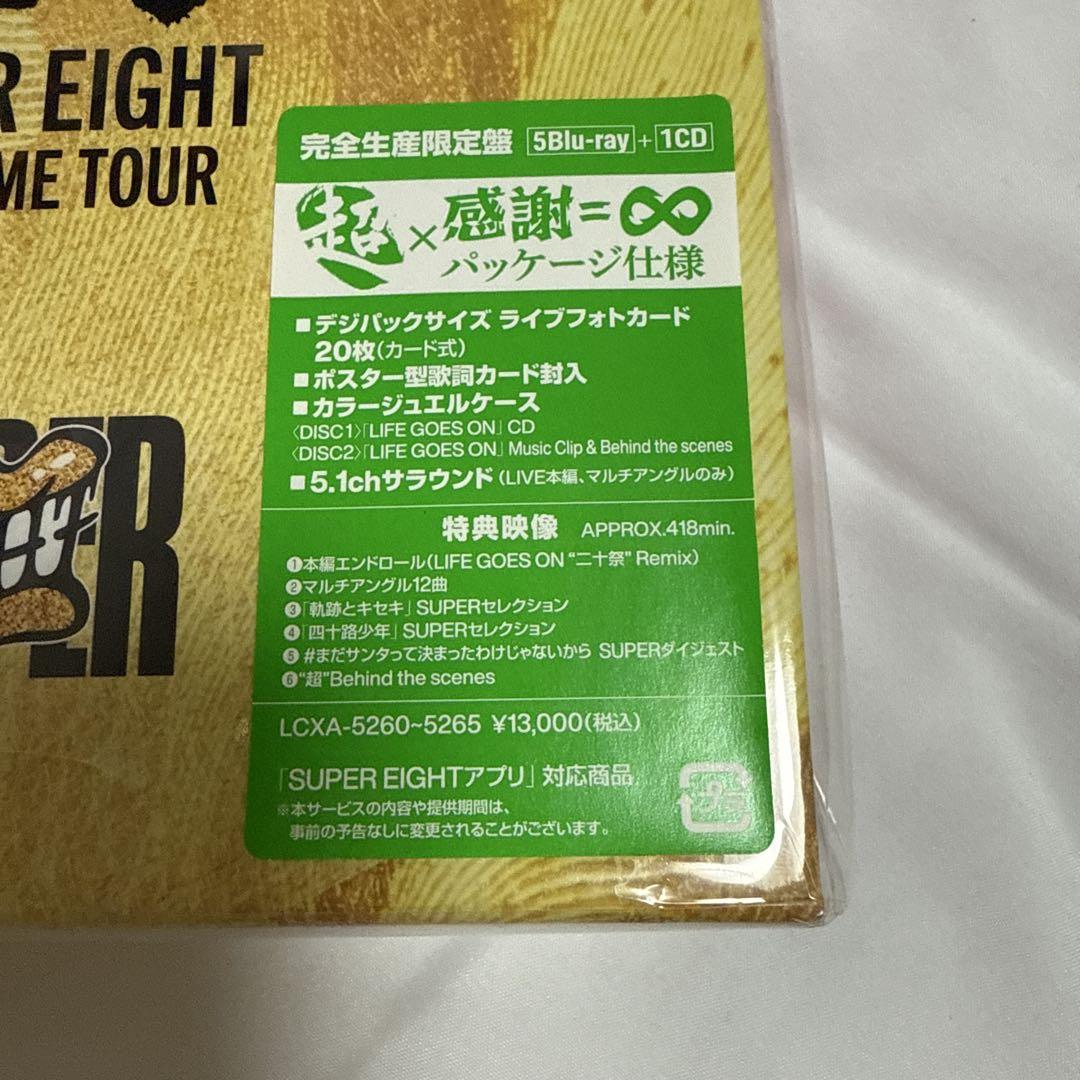 R EIGHT
ME TOUR
完全生産限定盤 5Blu-ray+1CD
超×感謝=∞
パッケージ仕様
■デジパックサイズ ライブフォトカード
20枚(カード式)
■ポスター型歌詞カード封入
■カラージュエルケース
〈DISC1〉「LIFE GOES ON」CD
〈DISC2〉「LIFE GOES ON」Music Clip & Behind the scenes
■5.1chサラウンド(LIVE本編、マルチアングルのみ)
特典映像 APPROX.418min.
❶本編エンドロール(LIFE GOES ON “二十祭” Remix)
❷マルチアングル12曲
❸「軌跡とキセキ」SUPERセレクション
❹「四十路少年」SUPERセレクション
❺#まだサンタって決まったわけじゃないから SUPERダイジェスト
❻“超”Behind the scenes
LCXA-5260~5265 ¥13,000(税込)
「SUPER EIGHTアプリ」対応商品
※本サービスの内容や提供期間は、
事前の予告なしに変更されることがございます。
プラ
ER